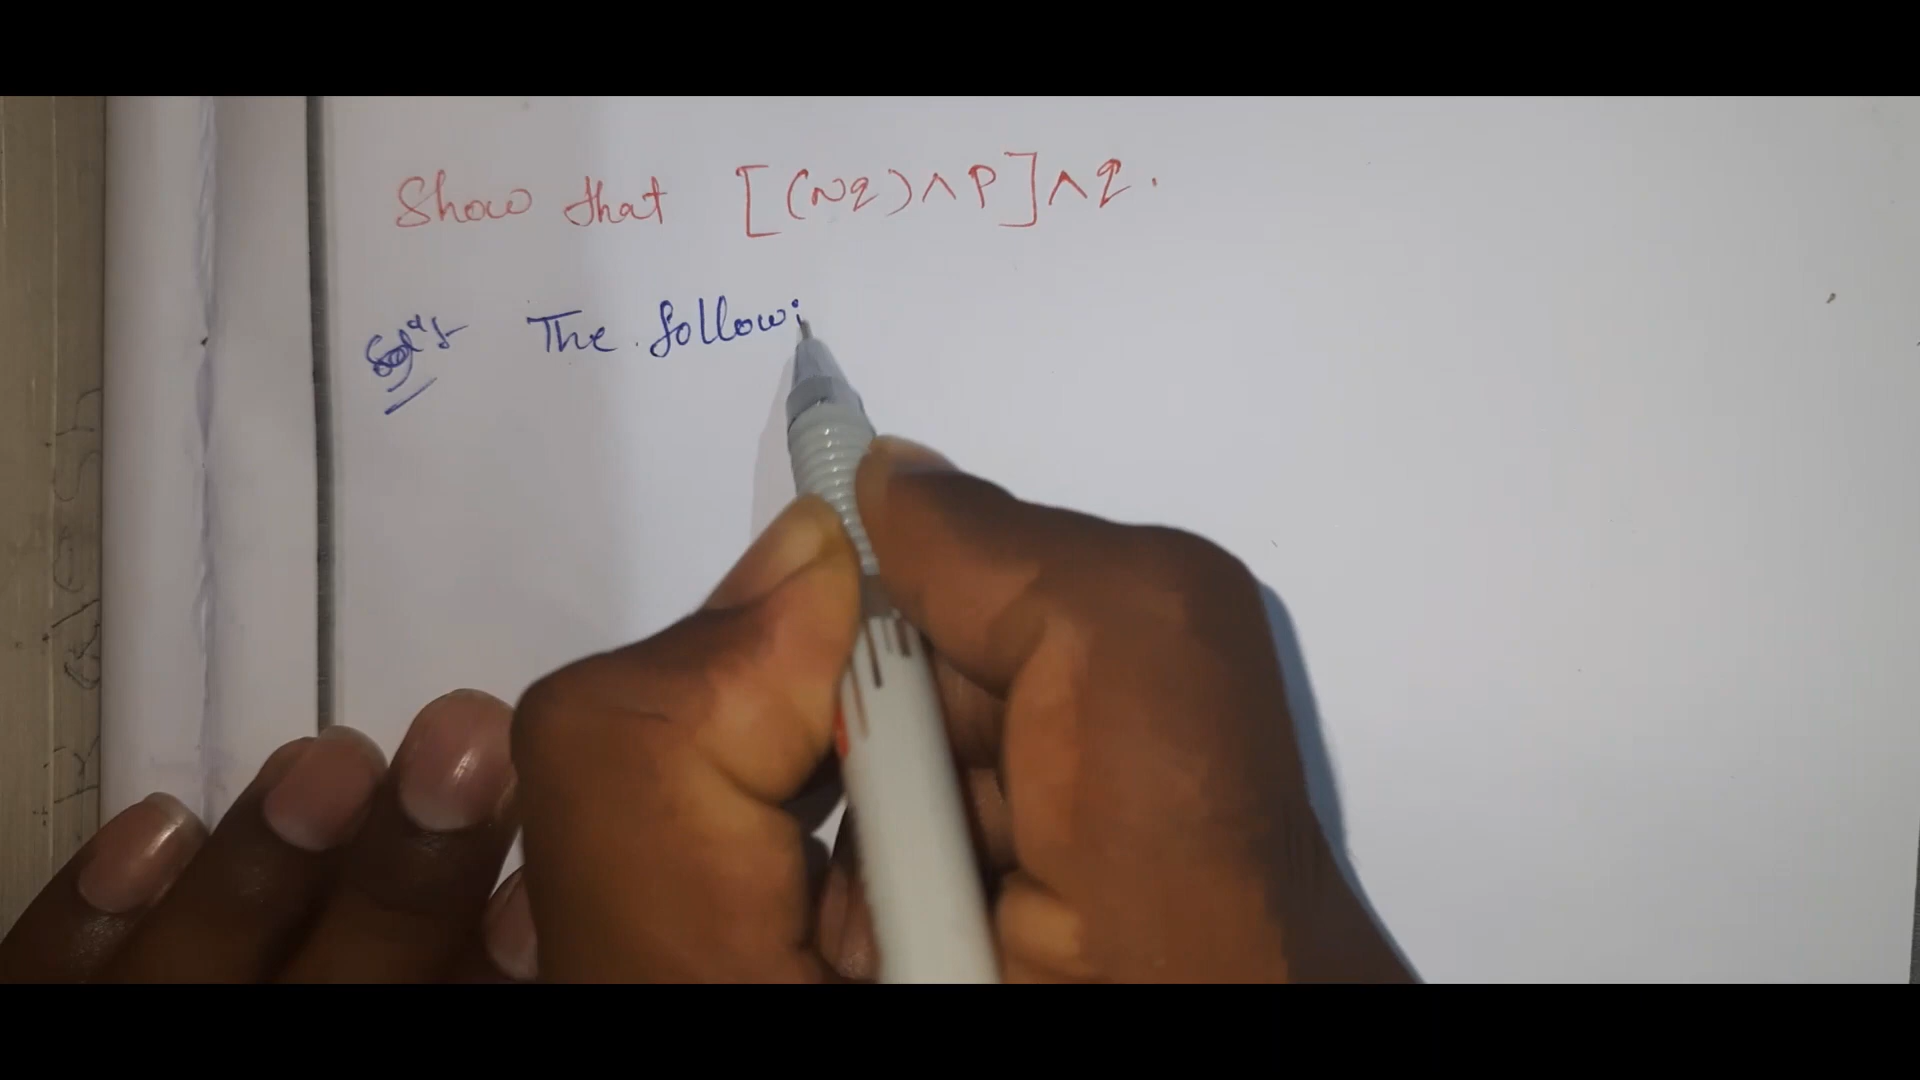 Show that [(~q)∧P]∧q.
Solⁿ:- The followi